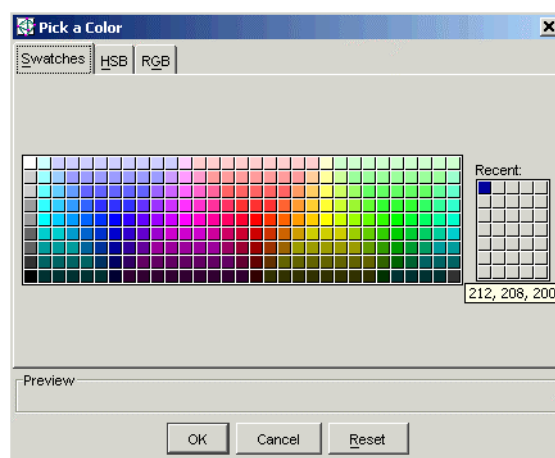 Pick a Color
Swatches HSB RGB
Recent:
212, 208, 200
Preview
OK Cancel Reset